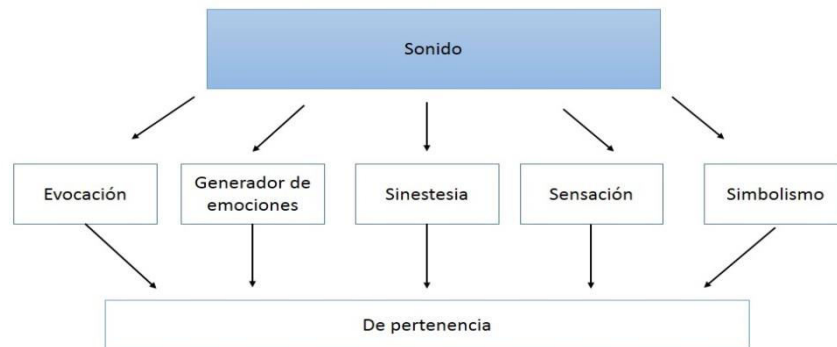 Sonido
Evocación
Generador de
emociones
Sinestesia
Sensación
Simbolismo
De pertenencia